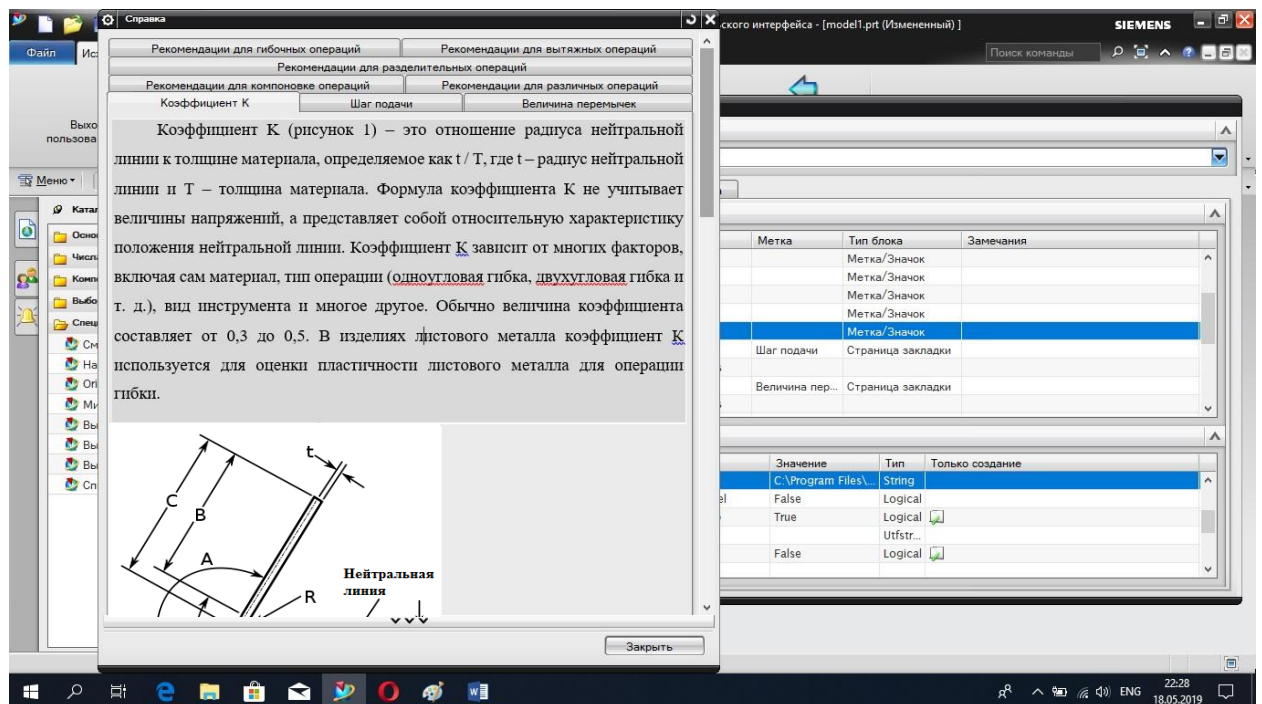 Справка
ского интерфейса - [model1.prt (Измененный) ]
SIEMENS
Файл
Поиск команды
Рекомендации для гибочных операций
Рекомендации для вытяжных операций
Рекомендации для разделительных операций
Рекомендации для компоновке операций
Рекомендации для различных операций
Коэффициент К
Шаг подачи
Величина перемычек
Коэффициент К (рисунок 1) – это отношение радиуса нейтральной
линии к толщине материала, определяемое как t / T, где t – радиус нейтральной
линии и T – толщина материала. Формула коэффициента К не учитывает
величины напряжений, а представляет собой относительную характеристику
положения нейтральной линии. Коэффициент К зависит от многих факторов,
включая сам материал, тип операции (одноугловая гибка, двухугловая гибка и
т. д.), вид инструмента и многое другое. Обычно величина коэффициента
составляет от 0,3 до 0,5. В изделиях листового металла коэффициент К
используется для оценки пластичности листового металла для операции
гибки.
t
C
B
A
R
Нейтральная
линия
Закрыть
Меню
Метка
Тип блока
Замечания
Метка/Значок
Метка/Значок
Метка/Значок
Метка/Значок
Метка/Значок
Шаг подачи
Страница закладки
Величина пер...
Страница закладки
Значение
Тип
Только создание
C:\Program Files\...
String
False
Logical
True
Logical
Utfstr...
False
Logical
ENG
22:28
18.05.2019